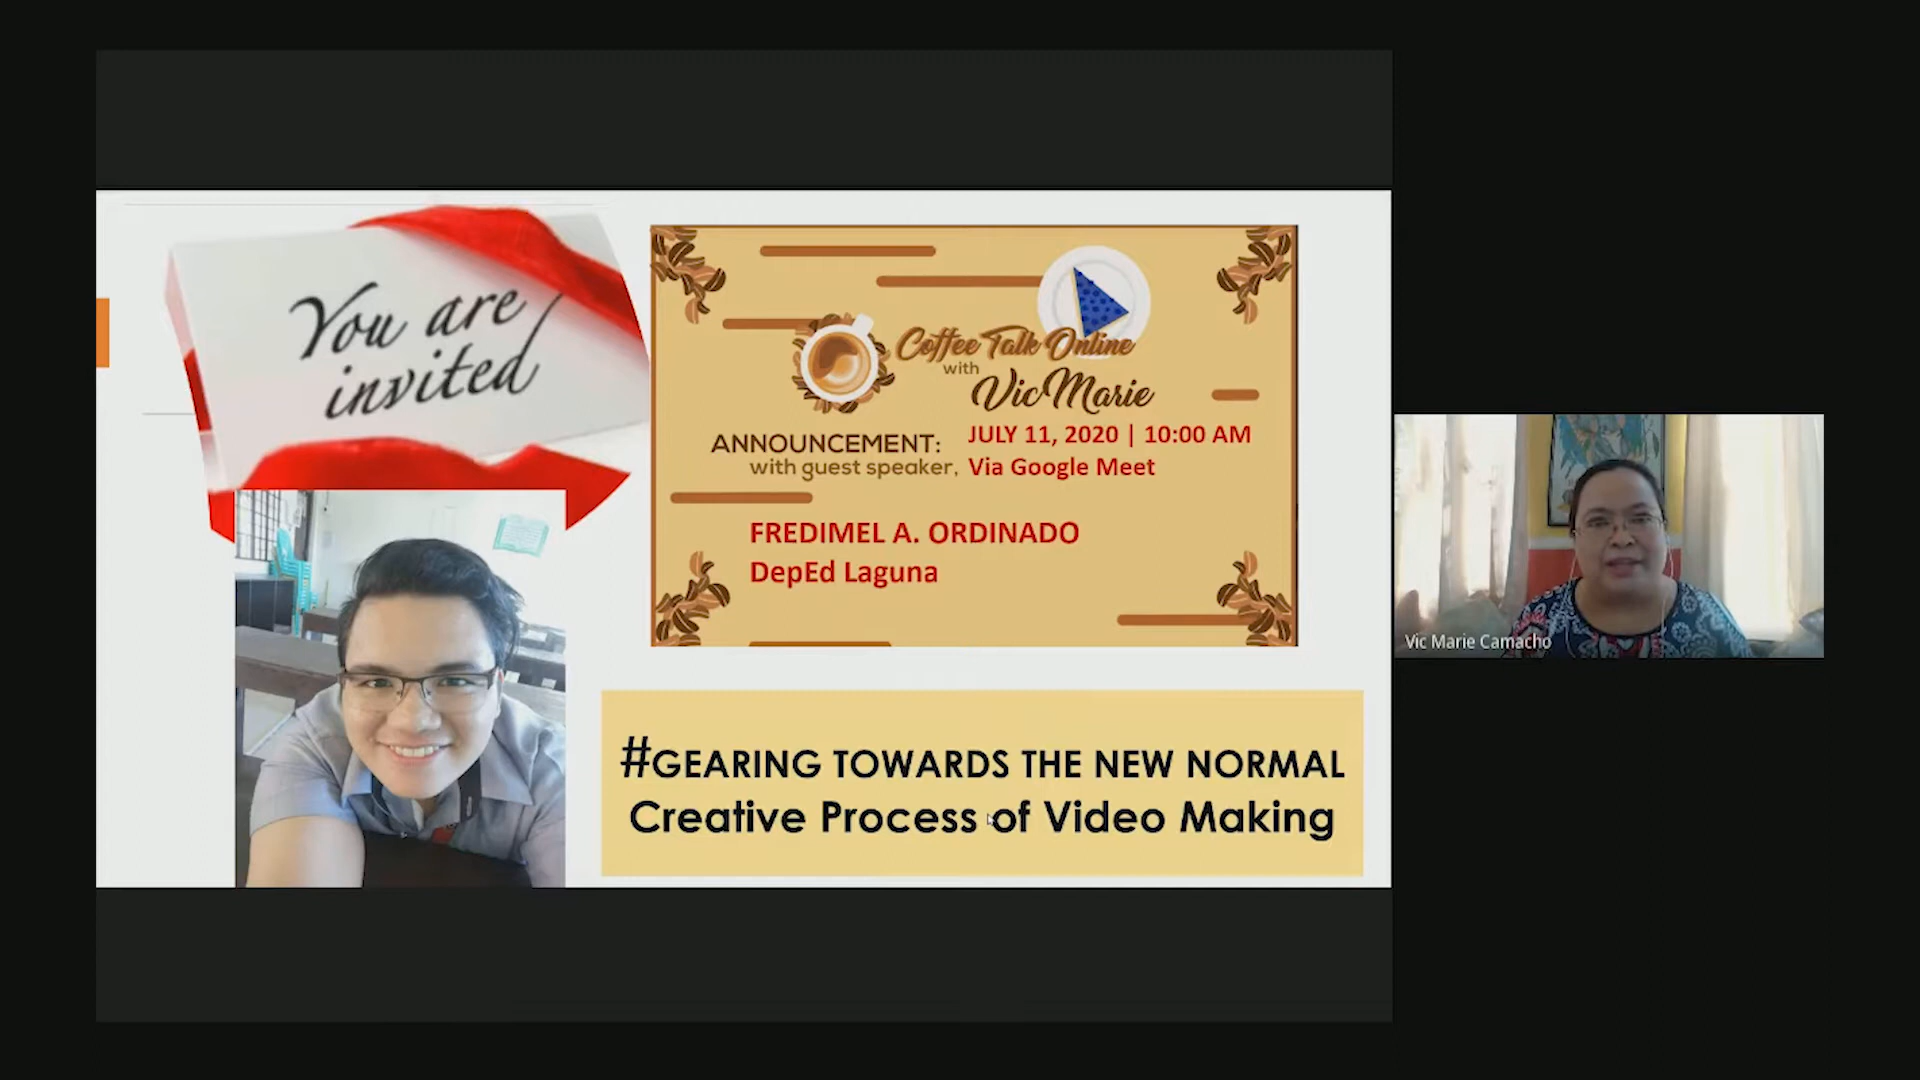 You are
invited
Coffee Talk Online
with
VicMarie
ANNOUNCEMENT:
with guest speaker,
JULY 11, 2020 | 10:00 AM
Via Google Meet
FREDIMEL A. ORDINADO
DepEd Laguna
#GEARING TOWARDS THE NEW NORMAL
Creative Process of Video Making
Vic Marie Camacho